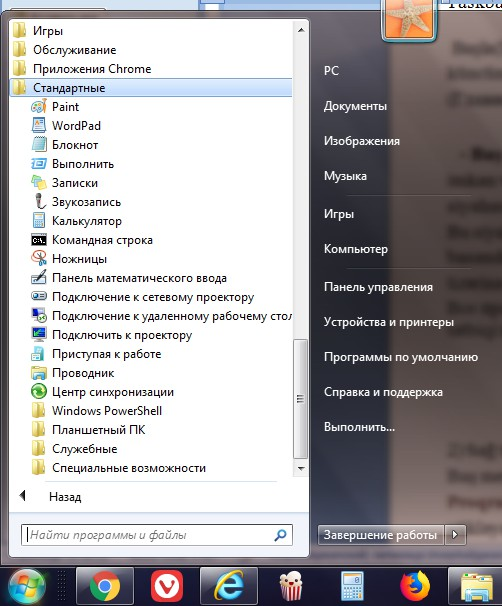 Игры
Обслуживание
Приложения Chrome
Стандартные
Paint
WordPad
Блокнот
Выполнить
Записки
Звукозапись
Калькулятор
Командная строка
Ножницы
Панель математического ввода
Подключение к сетевому проектору
Подключение к удаленному рабочему стол
Подключить к проектору
Приступая к работе
Проводник
Центр синхронизации
Windows PowerShell
Планшетный ПК
Служебные
Специальные возможности
Назад
Найти программы и файлы
PC
Документы
Изображения
Музыка
Игры
Компьютер
Панель управления
Устройства и принтеры
Программы по умолчанию
Справка и поддержка
Выполнить...
Завершение работы